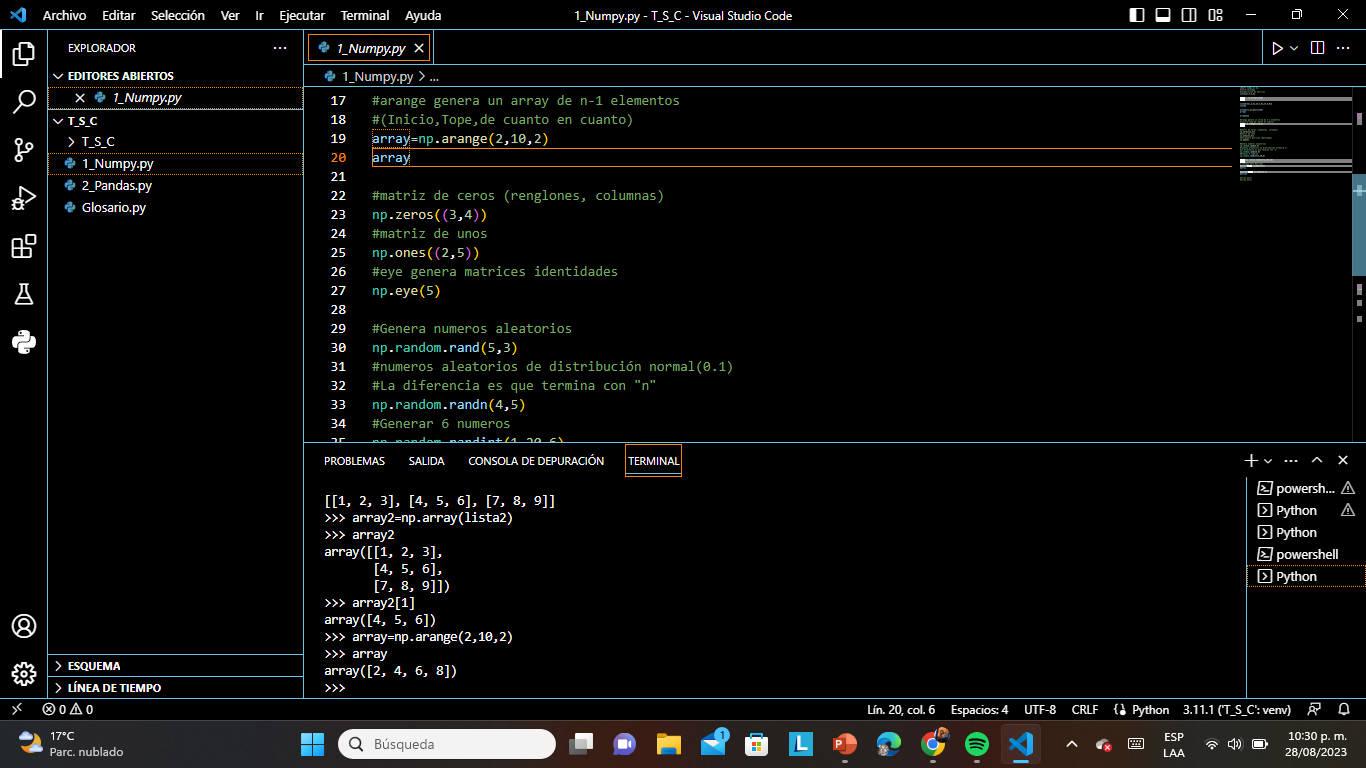 Archivo Editar Selección Ver Ir Ejecutar Terminal Ayuda
1_Numpy.py - T_S_C - Visual Studio Code
EXPLORADOR
EDITORES ABIERTOS
1_Numpy.py
T_S_C
T_S_C
1_Numpy.py
2_Pandas.py
Glosario.py
ESQUEMA
LÍNEA DE TIEMPO
1_Numpy.py
1_Numpy.py > ...
17 #arange genera un array de n-1 elementos
18 #(Inicio,Tope,de cuanto en cuanto)
19 array=np.arange(2,10,2)
20 array
21
22 #matriz de ceros (renglones, columnas)
23 np.zeros((3,4))
24 #matriz de unos
25 np.ones((2,5))
26 #eye genera matrices identidades
27 np.eye(5)
28
29 #Genera numeros aleatorios
30 np.random.rand(5,3)
31 #numeros aleatorios de distribución normal(0.1)
32 #La diferencia es que termina con "n"
33 np.random.randn(4,5)
34 #Generar 6 numeros
35 np.random.randint(1,20,6)
PROBLEMAS SALIDA CONSOLA DE DEPURACIÓN TERMINAL
[[1, 2, 3], [4, 5, 6], [7, 8, 9]]
>>> array2=np.array(lista2)
>>> array2
array([[1, 2, 3],
       [4, 5, 6],
       [7, 8, 9]])
>>> array2[1]
array([4, 5, 6])
>>> array=np.arange(2,10,2)
>>> array
array([2, 4, 6, 8])
>>>
powersh...
Python
Python
powershell
Python
0 0
Lín. 20, col. 6 Espacios: 4 UTF-8 CRLF Python 3.11.1 ('T_S_C': venv)
17°C
Parc. nublado
Búsqueda
1
ESP
LAA
10:30 p. m.
28/08/2023